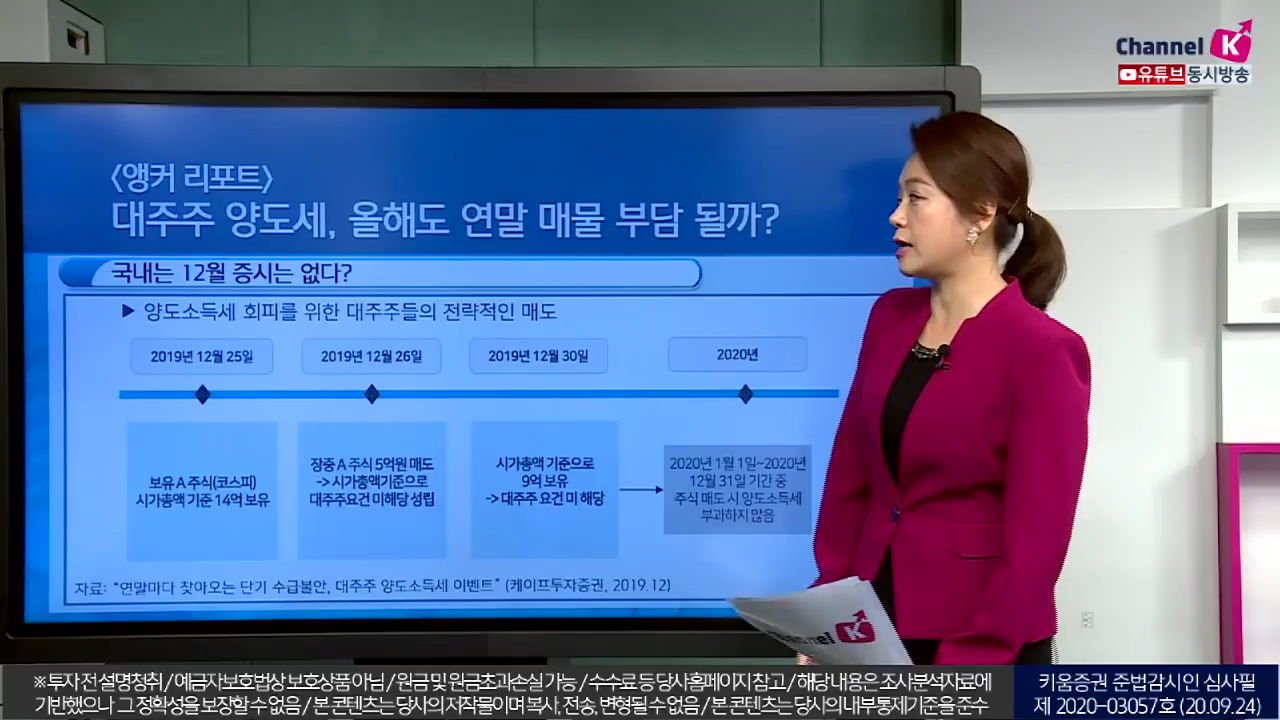 Channel K
유튜브 동시방송
<앵커 리포트>
대주주 양도세, 올해도 연말 매물 부담 될까?
국내는 12월 증시는 없다?
▶ 양도소득세 회피를 위한 대주주들의 전략적인 매도
2019년 12월 25일
2019년 12월 26일
2019년 12월 30일
2020년
보유 A 주식(코스피)
시가총액 기준 14억 보유
장중 A 주식 5억원 매도
-> 시가총액기준으로
대주주요건 미해당 성립
시가총액 기준으로
9억 보유
-> 대주주 요건 미 해당
2020년 1월 1일~2020년
12월 31일 기간 중
주식 매도 시 양도소득세
부과하지 않음
자료: "연말마다 찾아오는 단기 수급불안, 대주주 양도소득세 이벤트" (케이프투자증권, 2019.12)
Channel K
※ 투자 전 설명청취 / 예금자보호법상 보호상품 아님 / 원금 및 원금초과손실 가능 / 수수료 등 당사홈페이지 참고 / 해당 내용은 조사분석자료에
기반했으나 그 정확성을 보장할 수 없음 / 본 콘텐츠는 당사의 저작물이며 복사, 전송, 변형될 수 없음 / 본 콘텐츠는 당사의 내부통제기준을 준수
키움증권 준법감시인 심사필
제 2020-03057호 (20.09.24)